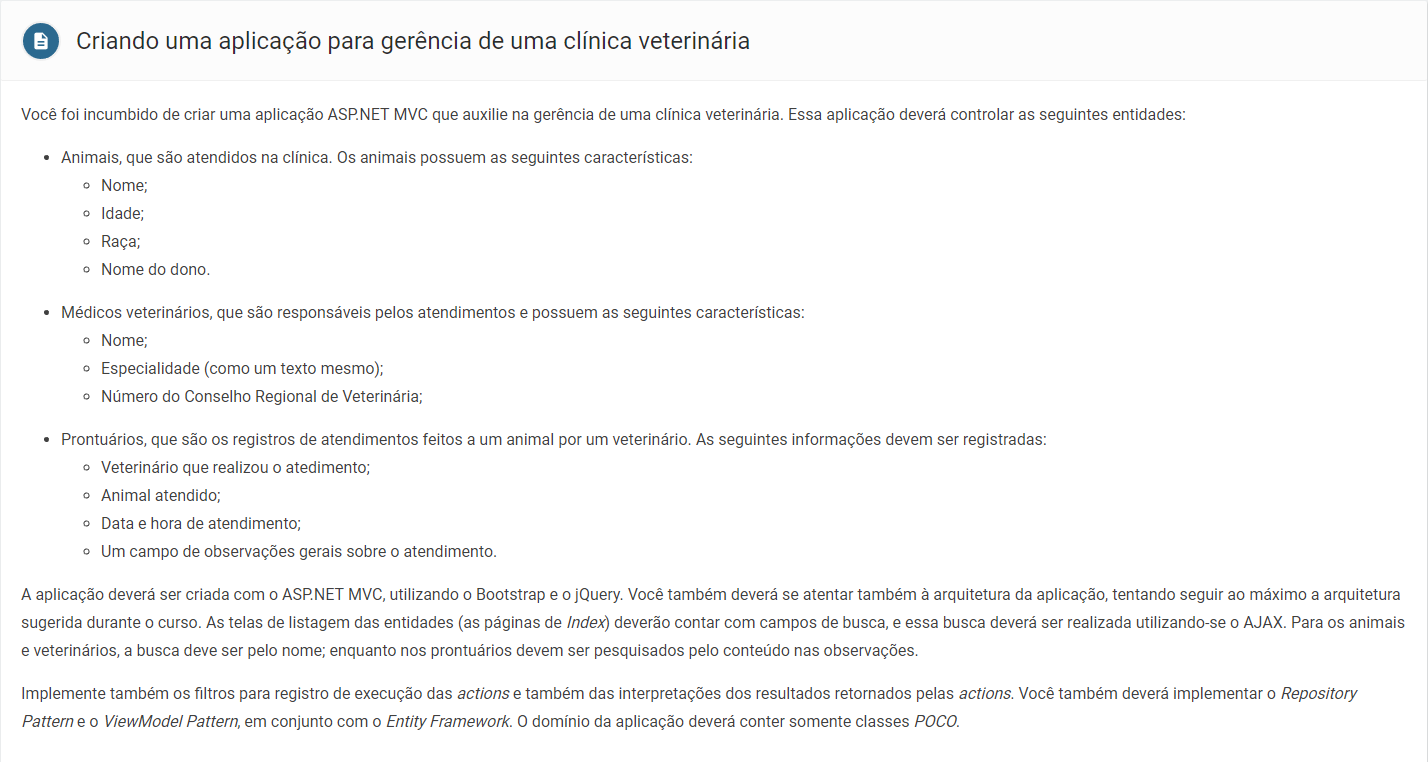 Criando uma aplicação para gerência de uma clínica veterinária
Você foi incumbido de criar uma aplicação ASP.NET MVC que auxilie na gerência de uma clínica veterinária. Essa aplicação deverá controlar as seguintes entidades:
• Animais, que são atendidos na clínica. Os animais possuem as seguintes características:
◦ Nome;
◦ Idade;
◦ Raça;
◦ Nome do dono.
• Médicos veterinários, que são responsáveis pelos atendimentos e possuem as seguintes características:
◦ Nome;
◦ Especialidade (como um texto mesmo);
◦ Número do Conselho Regional de Veterinária;
• Prontuários, que são os registros de atendimentos feitos a um animal por um veterinário. As seguintes informações devem ser registradas:
◦ Veterinário que realizou o atedimento;
◦ Animal atendido;
◦ Data e hora de atendimento;
◦ Um campo de observações gerais sobre o atendimento.
A aplicação deverá ser criada com o ASP.NET MVC, utilizando o Bootstrap e o jQuery. Você também deverá se atentar também à arquitetura da aplicação, tentando seguir ao máximo a arquitetura
sugerida durante o curso. As telas de listagem das entidades (as páginas de Index) deverão contar com campos de busca, e essa busca deverá ser realizada utilizando-se o AJAX. Para os animais
e veterinários, a busca deve ser pelo nome; enquanto nos prontuários devem ser pesquisados pelo conteúdo nas observações.
Implemente também os filtros para registro de execução das actions e também das interpretações dos resultados retornados pelas actions. Você também deverá implementar o Repository
Pattern e o ViewModel Pattern, em conjunto com o Entity Framework. O domínio da aplicação deverá conter somente classes POCO.